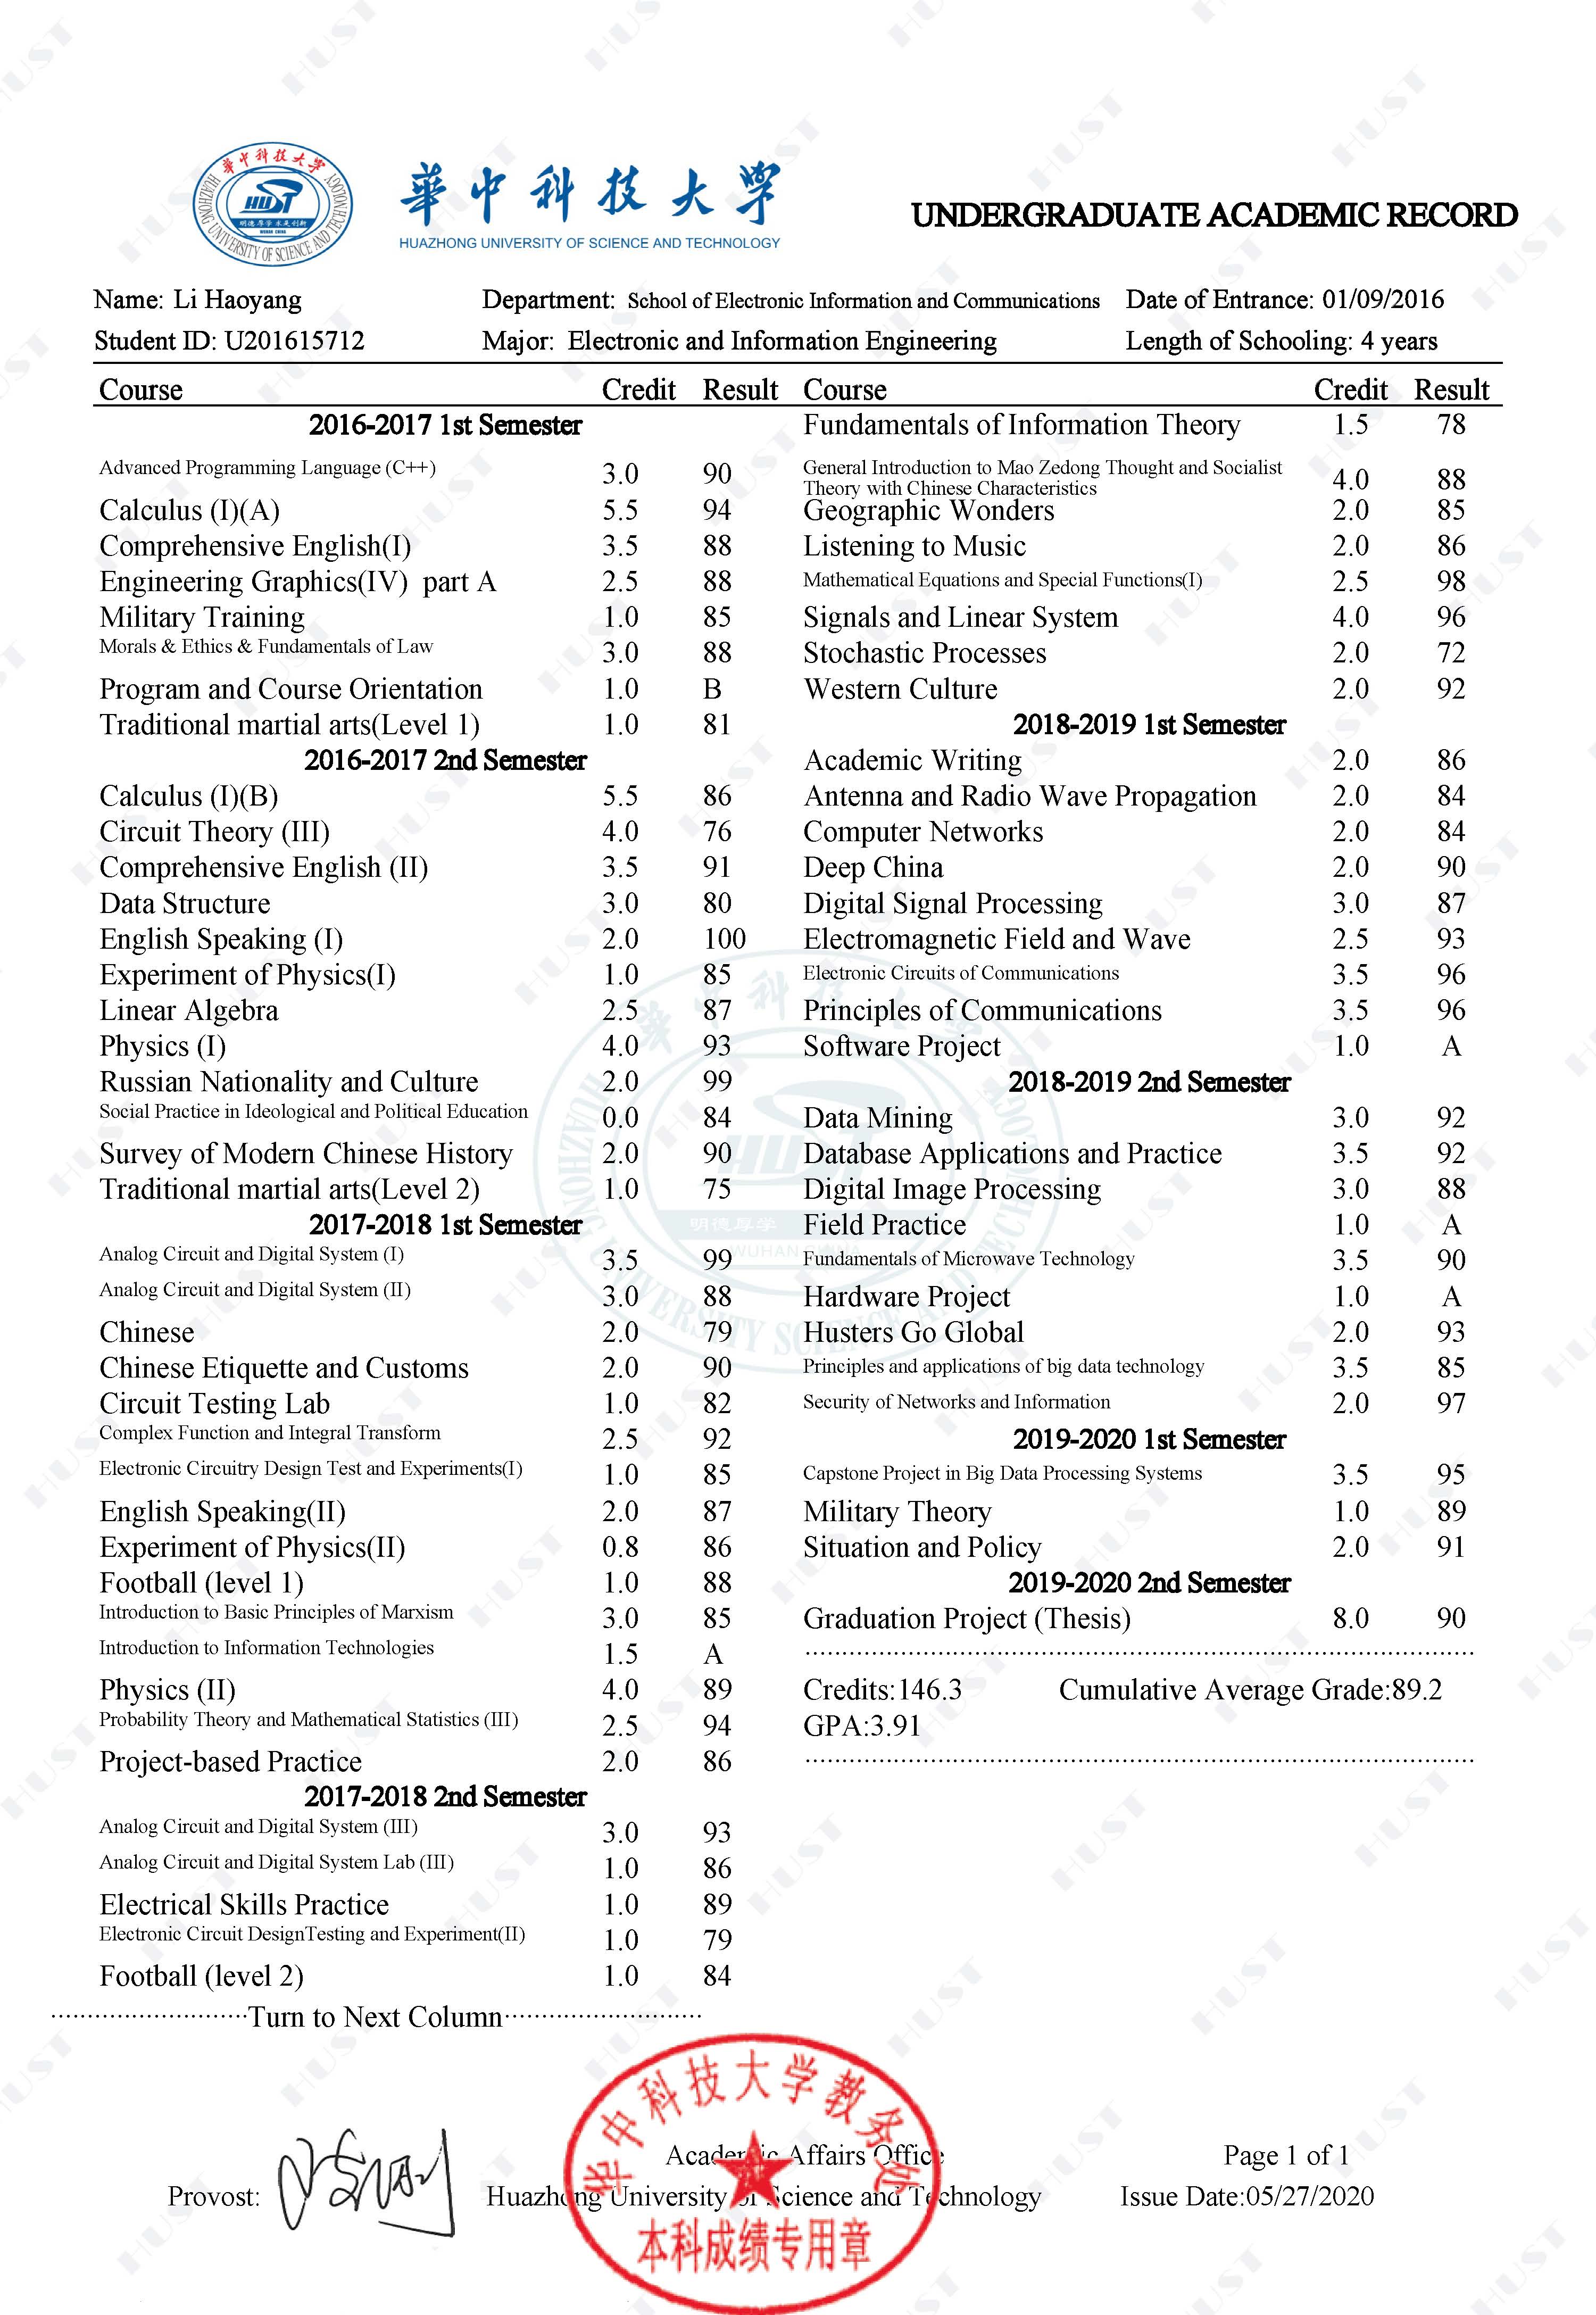 華中科技大學
HUAZHONG UNIVERSITY OF SCIENCE AND TECHNOLOGY
HUST
明德厚学 求是创新
WUHAN CHINA
華中科技大學
HUAZHONG UNIVERSITY OF SCIENCE AND TECHNOLOGY
UNDERGRADUATE ACADEMIC RECORD
Name: Li Haoyang Department: School of Electronic Information and Communications Date of Entrance: 01/09/2016
Student ID: U201615712 Major: Electronic and Information Engineering Length of Schooling: 4 years
Course Credit Result
2016-2017 1st Semester
Advanced Programming Language (C++) 3.0 90
Calculus (I)(A) 5.5 94
Comprehensive English(I) 3.5 88
Engineering Graphics(IV) part A 2.5 88
Military Training 1.0 85
Morals & Ethics & Fundamentals of Law 3.0 88
Program and Course Orientation 1.0 B
Traditional martial arts(Level 1) 1.0 81
2016-2017 2nd Semester
Calculus (I)(B) 5.5 86
Circuit Theory (III) 4.0 76
Comprehensive English (II) 3.5 91
Data Structure 3.0 80
English Speaking (I) 2.0 100
Experiment of Physics(I) 1.0 85
Linear Algebra 2.5 87
Physics (I) 4.0 93
Russian Nationality and Culture 2.0 99
Social Practice in Ideological and Political Education 0.0 84
Survey of Modern Chinese History 2.0 90
Traditional martial arts(Level 2) 1.0 75
2017-2018 1st Semester
Analog Circuit and Digital System (I) 3.5 99
Analog Circuit and Digital System (II) 3.0 88
Chinese 2.0 79
Chinese Etiquette and Customs 2.0 90
Circuit Testing Lab 1.0 82
Complex Function and Integral Transform 2.5 92
Electronic Circuitry Design Test and Experiments(I) 1.0 85
English Speaking(II) 2.0 87
Experiment of Physics(II) 0.8 86
Football (level 1) 1.0 88
Introduction to Basic Principles of Marxism 3.0 85
Introduction to Information Technologies 1.5 A
Physics (II) 4.0 89
Probability Theory and Mathematical Statistics (III) 2.5 94
Project-based Practice 2.0 86
2017-2018 2nd Semester
Analog Circuit and Digital System (III) 3.0 93
Analog Circuit and Digital System Lab (III) 1.0 86
Electrical Skills Practice 1.0 89
Electronic Circuit DesignTesting and Experiment(II) 1.0 79
Football (level 2) 1.0 84
Turn to Next Column
Course Credit Result
Fundamentals of Information Theory 1.5 78
General Introduction to Mao Zedong Thought and Socialist
Theory with Chinese Characteristics 4.0 88
Geographic Wonders 2.0 85
Listening to Music 2.0 86
Mathematical Equations and Special Functions(I) 2.5 98
Signals and Linear System 4.0 96
Stochastic Processes 2.0 72
Western Culture 2.0 92
2018-2019 1st Semester
Academic Writing 2.0 86
Antenna and Radio Wave Propagation 2.0 84
Computer Networks 2.0 84
Deep China 2.0 90
Digital Signal Processing 3.0 87
Electromagnetic Field and Wave 2.5 93
Electronic Circuits of Communications 3.5 96
Principles of Communications 3.5 96
Software Project 1.0 A
2018-2019 2nd Semester
Data Mining 3.0 92
Database Applications and Practice 3.5 92
Digital Image Processing 3.0 88
Field Practice 1.0 A
Fundamentals of Microwave Technology 3.5 90
Hardware Project 1.0 A
Husters Go Global 2.0 93
Principles and applications of big data technology 3.5 85
Security of Networks and Information 2.0 97
2019-2020 1st Semester
Capstone Project in Big Data Processing Systems 3.5 95
Military Theory 1.0 89
Situation and Policy 2.0 91
2019-2020 2nd Semester
Graduation Project (Thesis) 8.0 90
Credits:146.3 Cumulative Average Grade:89.2
GPA:3.91
Provost:
Academic Affairs Office
Huazhong University of Science and Technology
华中科技大学教务处
本科成绩专用章
Page 1 of 1
Issue Date:05/27/2020